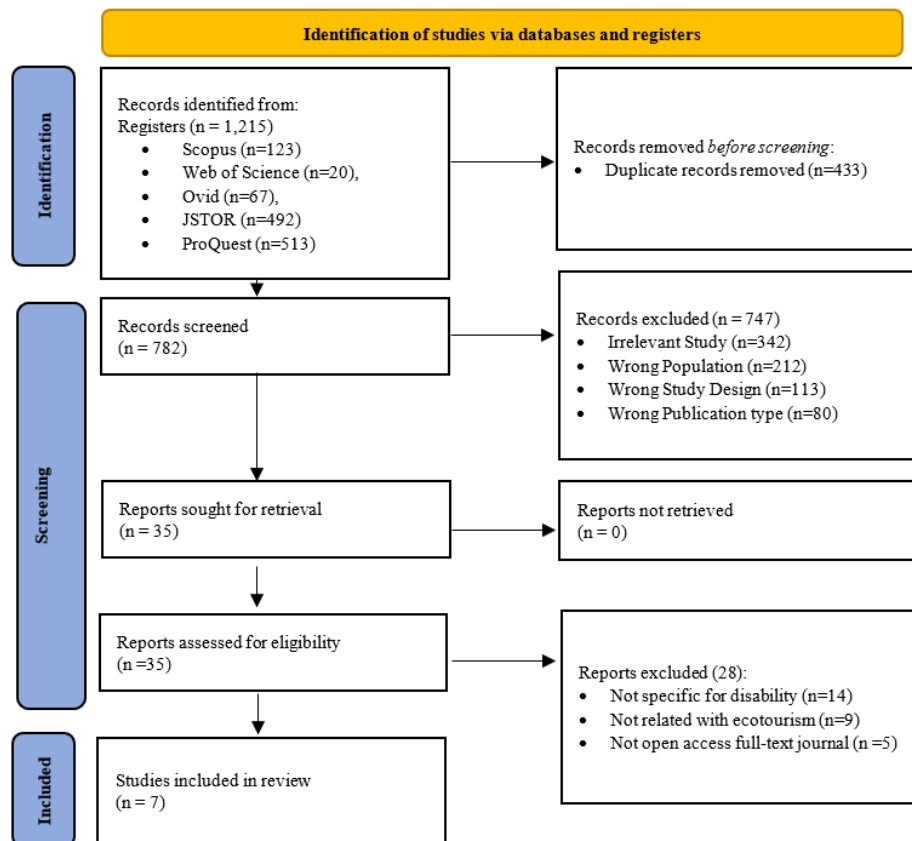 Identification of studies via databases and registers
Identification
Records identified from:
Registers (n = 1,215)
• Scopus (n=123)
• Web of Science (n=20),
• Ovid (n=67),
• JSTOR (n=492)
• ProQuest (n=513)
Records removed before screening:
• Duplicate records removed (n=433)
Screening
Records screened
(n = 782)
Records excluded (n = 747)
• Irrelevant Study (n=342)
• Wrong Population (n=212)
• Wrong Study Design (n=113)
• Wrong Publication type (n=80)
Reports sought for retrieval
(n = 35)
Reports not retrieved
(n = 0)
Reports assessed for eligibility
(n =35)
Reports excluded (28):
• Not specific for disability (n=14)
• Not related with ecotourism (n=9)
• Not open access full-text journal (n =5)
Included
Studies included in review
(n = 7)